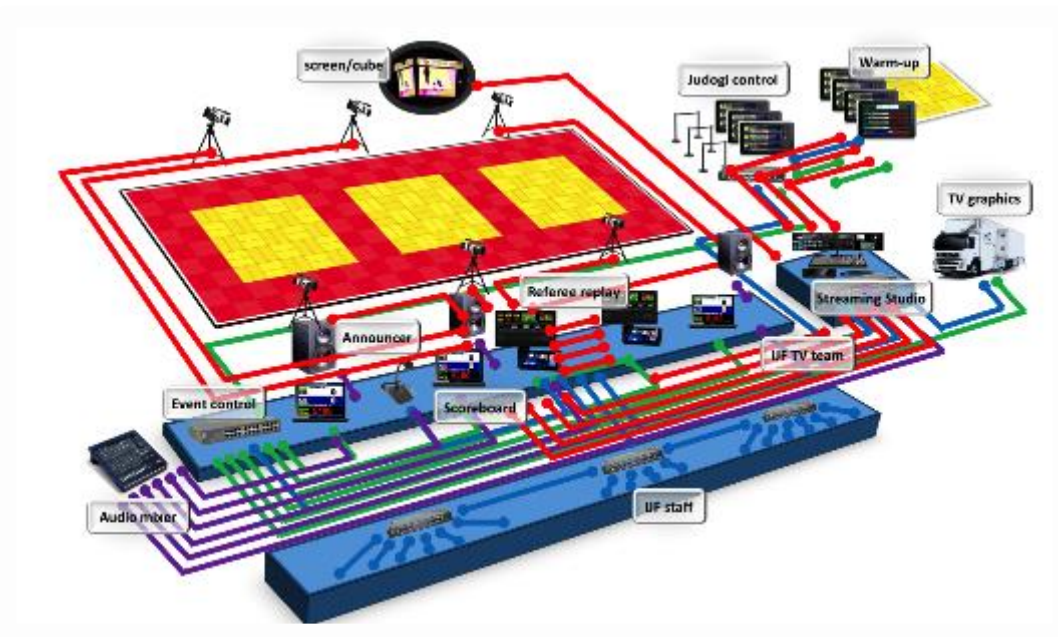 screen/cube
Judogi control
Warm-up
TV graphics
Referee replay
Streaming Studio
Announcer
IJF TV team
Event control
Scoreboard
Audio mixer
IJF staff